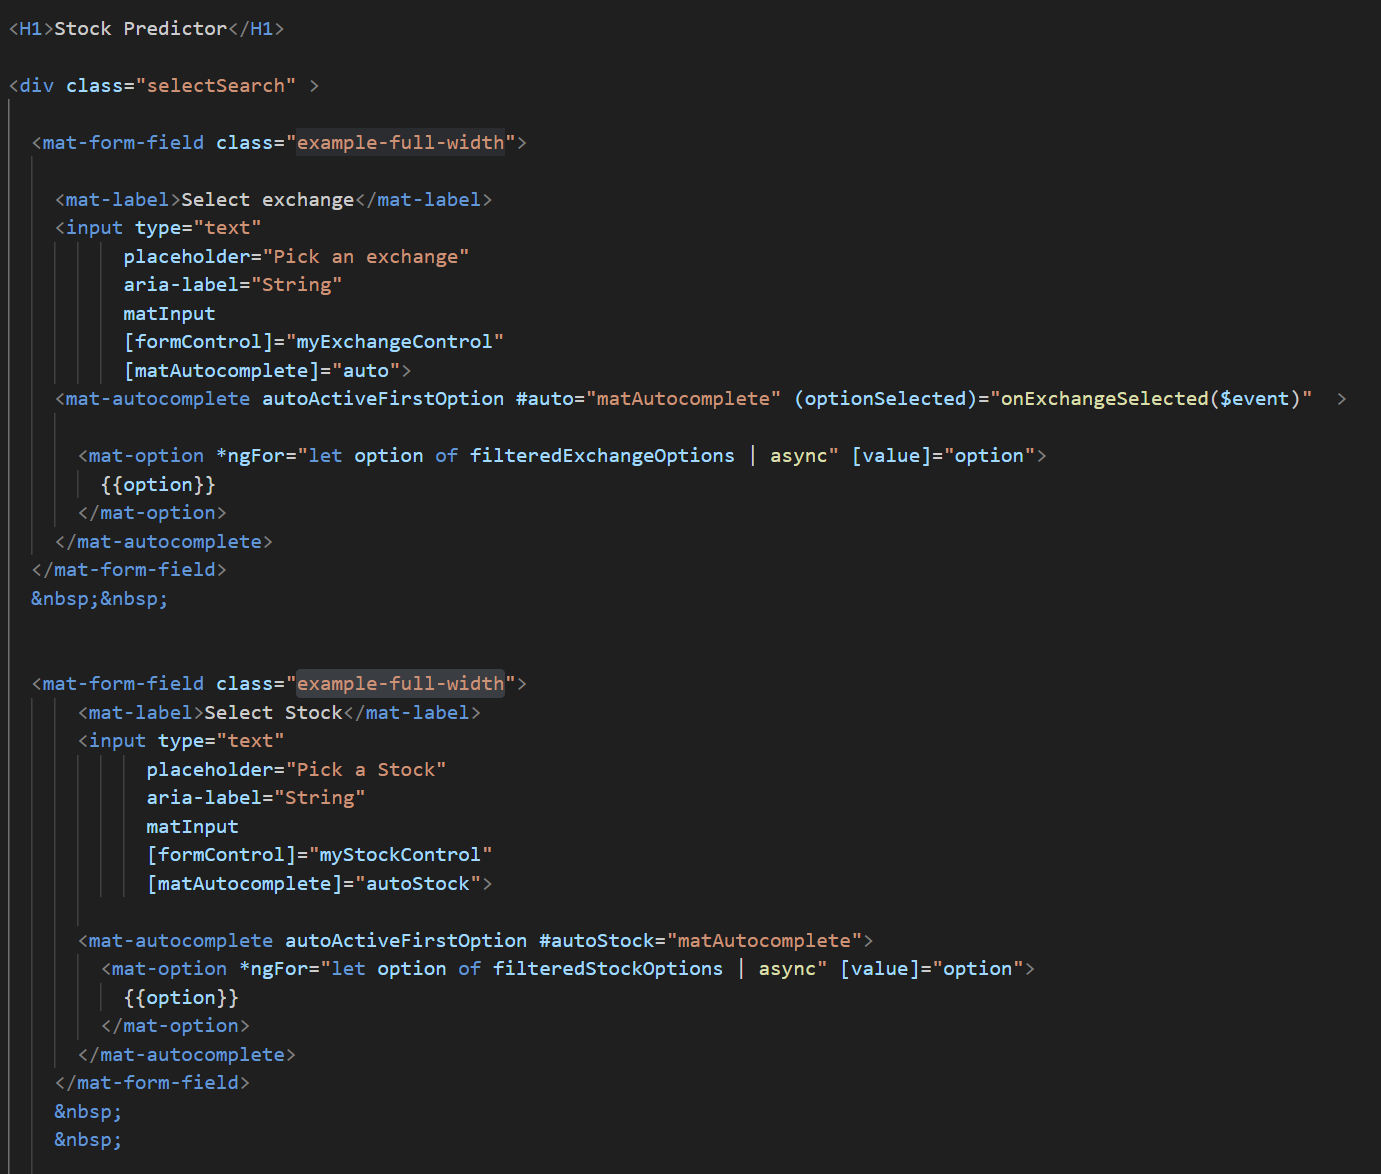 <H1>Stock Predictor</H1>
<div class="selectSearch" >
<mat-form-field class="example-full-width">
<mat-label>Select exchange</mat-label>
<input type="text"
placeholder="Pick an exchange"
aria-label="String"
matInput
[formControl]="myExchangeControl"
[matAutocomplete]="auto">
<mat-autocomplete autoActiveFirstOption #auto="matAutocomplete" (optionSelected)="onExchangeSelected($event)"  >
<mat-option *ngFor="let option of filteredExchangeOptions | async" [value]="option">
{{option}}
</mat-option>
</mat-autocomplete>
</mat-form-field>
&nbsp;&nbsp;
<mat-form-field class="example-full-width">
<mat-label>Select Stock</mat-label>
<input type="text"
placeholder="Pick a Stock"
aria-label="String"
matInput
[formControl]="myStockControl"
[matAutocomplete]="autoStock">
<mat-autocomplete autoActiveFirstOption #autoStock="matAutocomplete">
<mat-option *ngFor="let option of filteredStockOptions | async" [value]="option">
{{option}}
</mat-option>
</mat-autocomplete>
</mat-form-field>
&nbsp;
&nbsp;